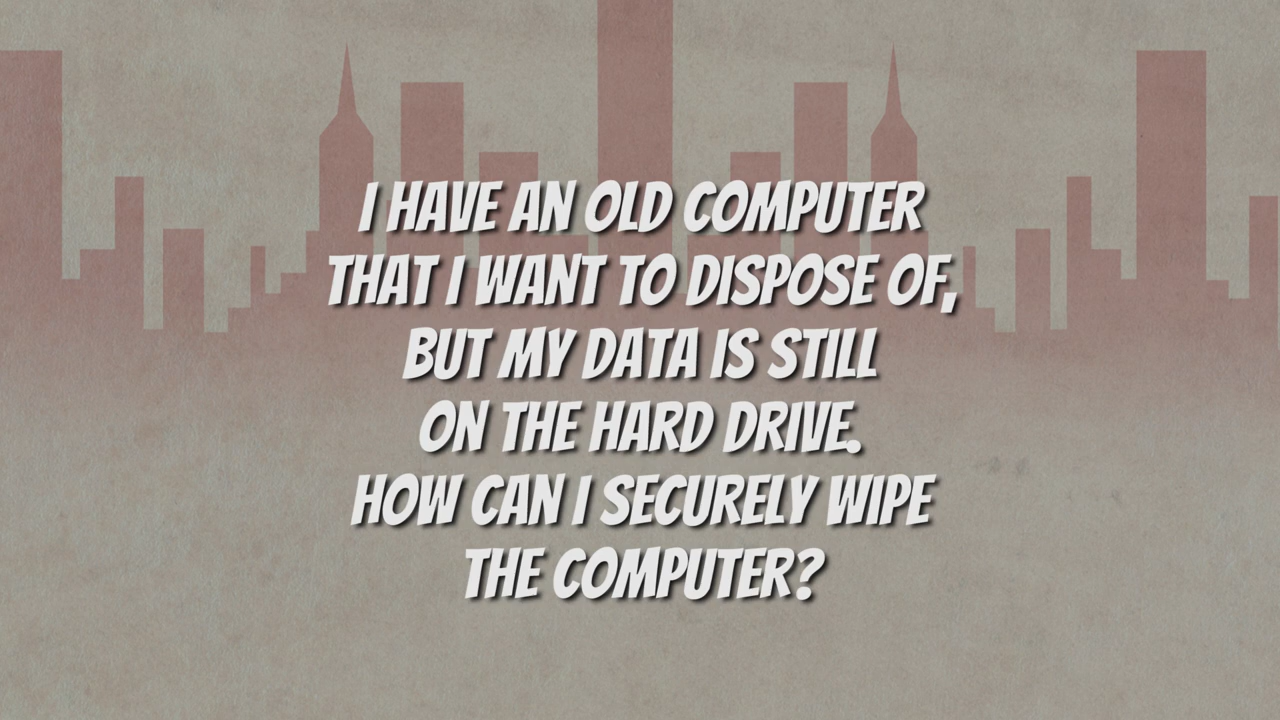 I HAVE AN OLD COMPUTER
THAT I WANT TO DISPOSE OF,
BUT MY DATA IS STILL
ON THE HARD DRIVE.
HOW CAN I SECURELY WIPE
THE COMPUTER?